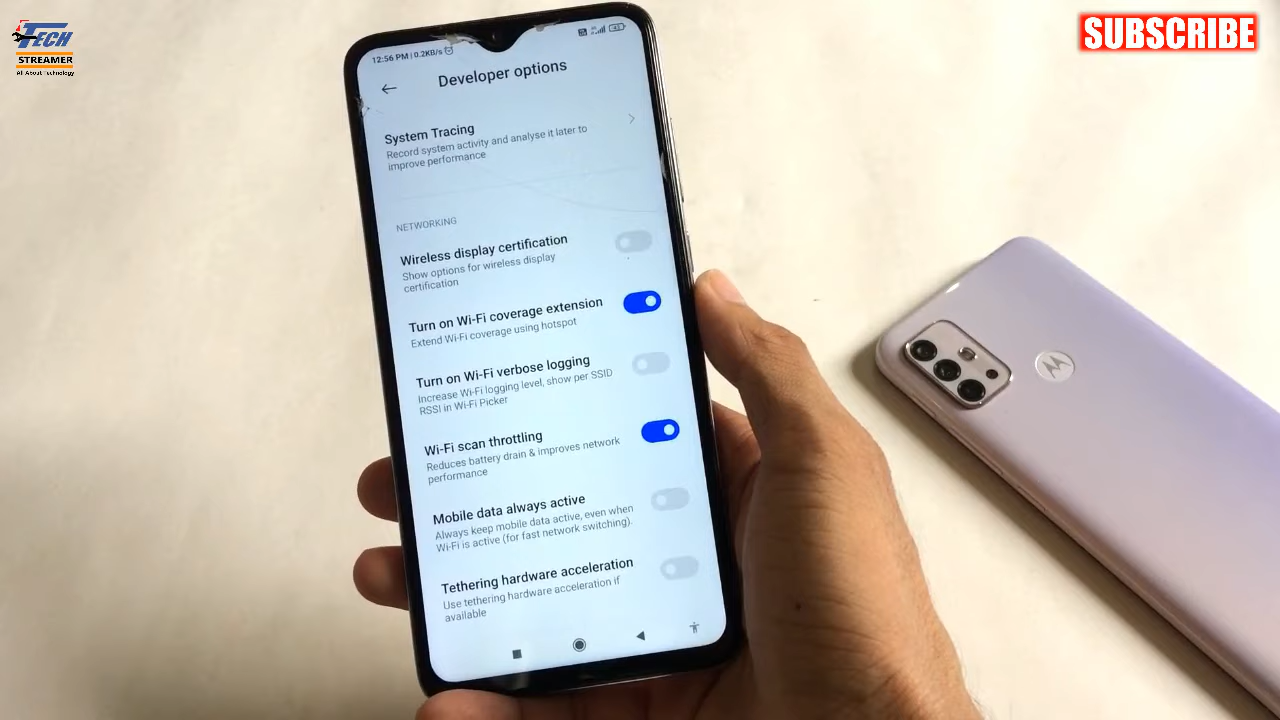 TECH
STREAMER
All About Technology
SUBSCRIBE
12:56 PM | 0.2KB/s
Developer options
System Tracing
Record system activity and analyse it later to
improve performance
NETWORKING
Wireless display certification
Show options for wireless display
certification
Turn on Wi-Fi coverage extension
Extend Wi-Fi coverage using hotspot
Turn on Wi-Fi verbose logging
Increase Wi-Fi logging level, show per SSID
RSSI in Wi-Fi Picker
Wi-Fi scan throttling
Reduces battery drain & improves network
performance
Mobile data always active
Always keep mobile data active, even when
Wi-Fi is active (for fast network switching).
Tethering hardware acceleration
Use tethering hardware acceleration if
available